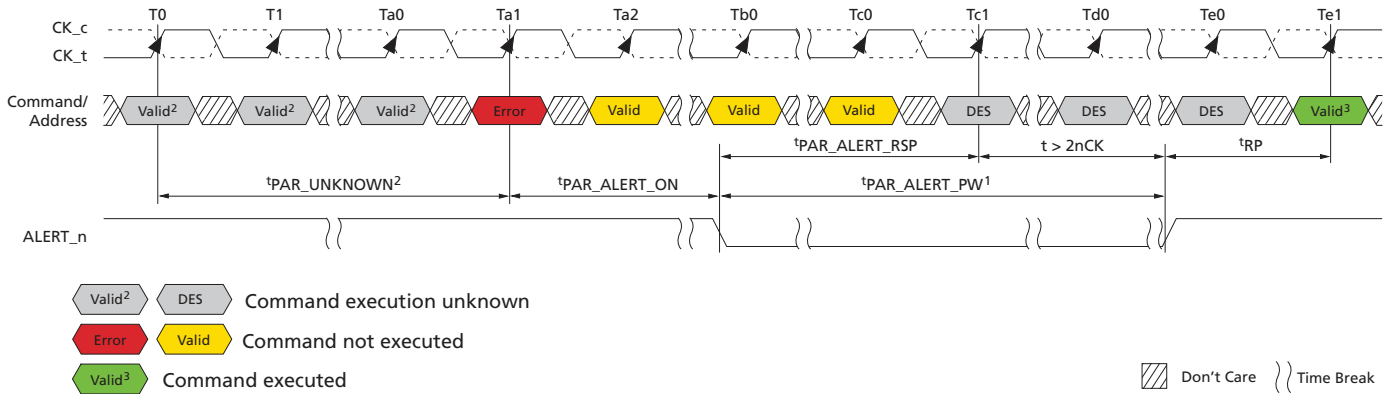 T0 T1 Ta0 Ta1 Ta2 Tb0 Tc0 Tc1 Td0 Te0 Te1
CK_c
CK_t
Command/
Address
Valid² Valid² Valid² Error Valid Valid Valid DES DES DES Valid³
tPAR_ALERT_RSP t > 2nCK tRP
tPAR_UNKNOWN² tPAR_ALERT_ON tPAR_ALERT_PW¹
ALERT_n
Valid² DES Command execution unknown
Error Valid Command not executed
Valid³ Command executed
Don't Care Time Break